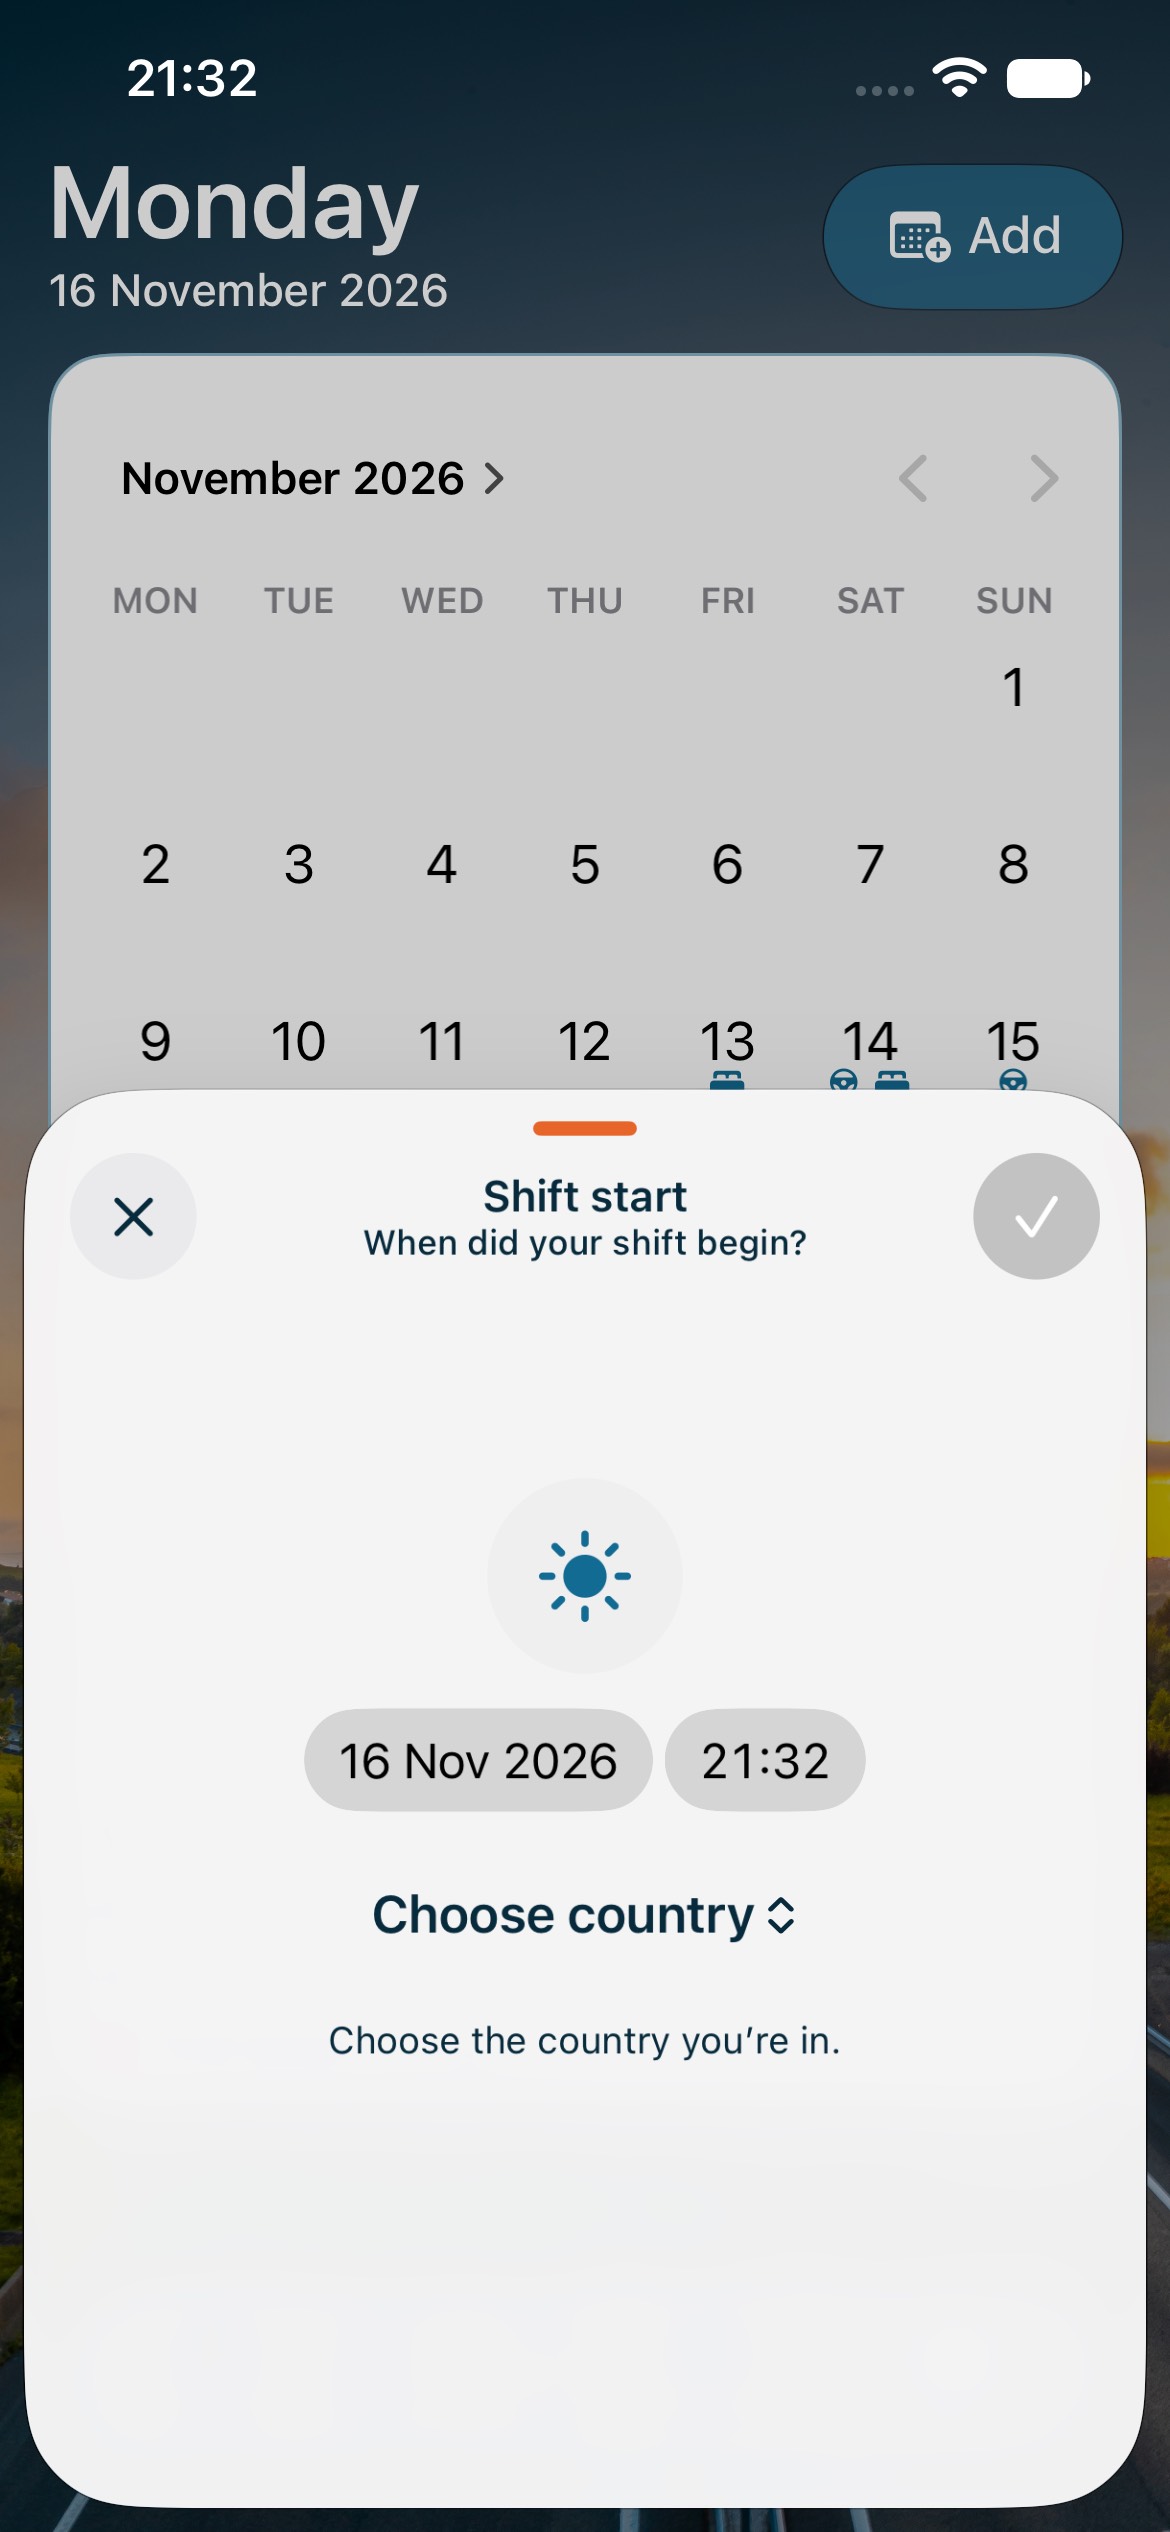 21:32
Monday
16 November 2026
Add
November 2026
MON TUE WED THU FRI SAT SUN
1
2 3 4 5 6 7 8
9 10 11 12 13 14 15
Shift start
When did your shift begin?
16 Nov 2026 21:32
Choose country
Choose the country you’re in.